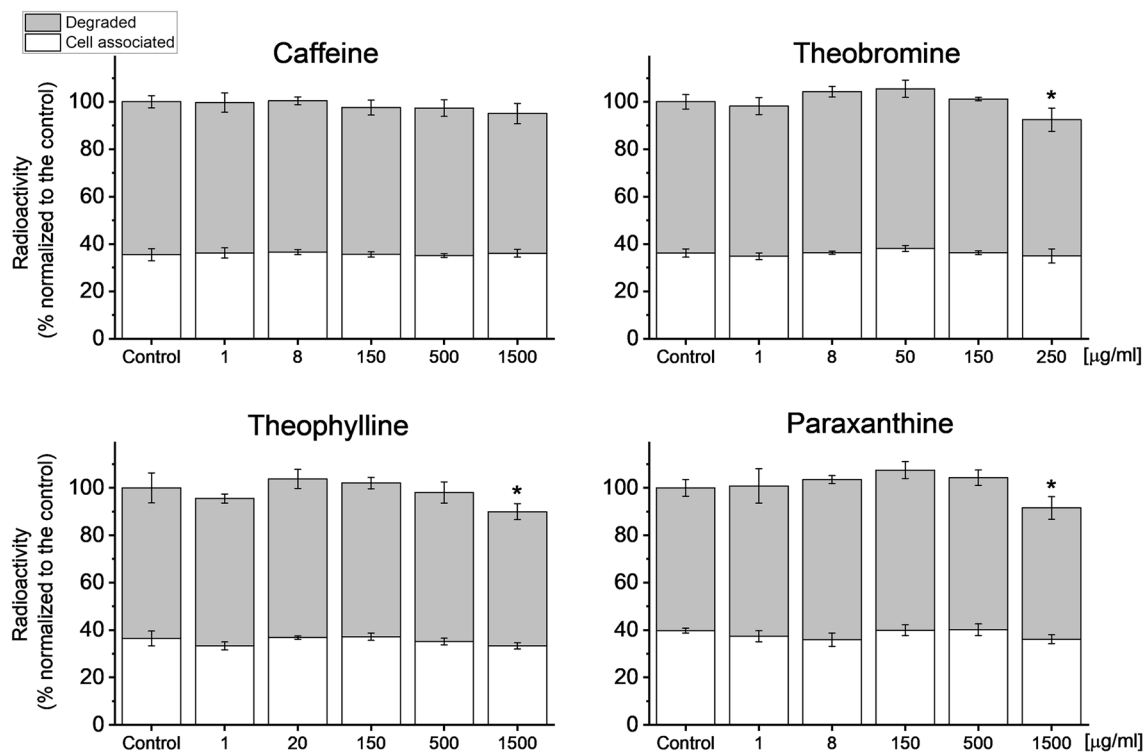 Degraded
Cell associated
Caffeine
Radioactivity
(% normalized to the control)
100
80
60
40
20
0
Control 1 8 150 500 1500
Theobromine
*
100
80
60
40
20
0
Control 1 8 50 150 250 [µg/ml]
Theophylline
Radioactivity
(% normalized to the control)
*
100
80
60
40
20
0
Control 1 20 150 500 1500
Paraxanthine
*
100
80
60
40
20
0
Control 1 8 150 500 1500 [µg/ml]